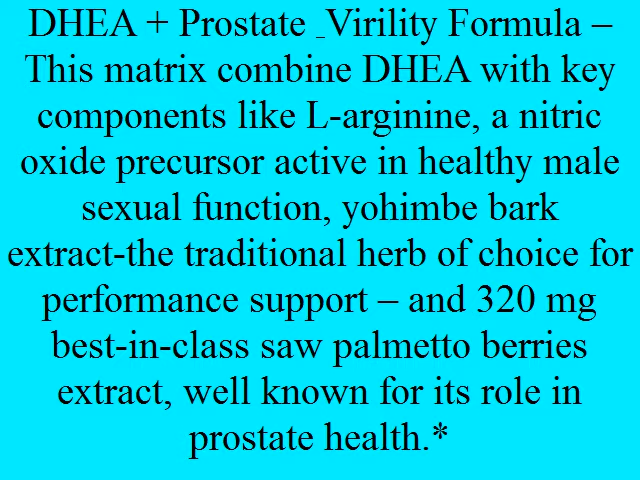 DHEA + Prostate _Virility Formula –
This matrix combine DHEA with key
components like L-arginine, a nitric
oxide precursor active in healthy male
sexual function, yohimbe bark
extract-the traditional herb of choice for
performance support – and 320 mg
best-in-class saw palmetto berries
extract, well known for its role in
prostate health.*